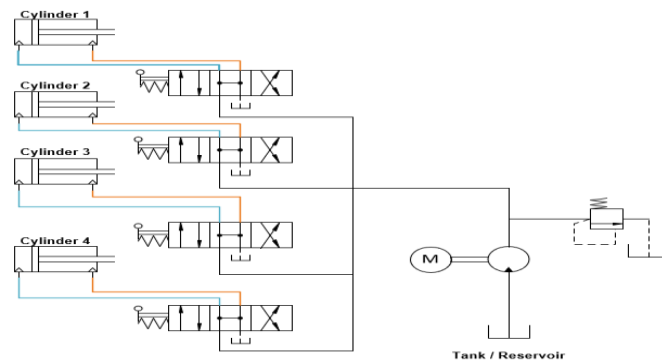 Cylinder 1
Cylinder 2
Cylinder 3
Cylinder 4
M
Tank / Reservoir